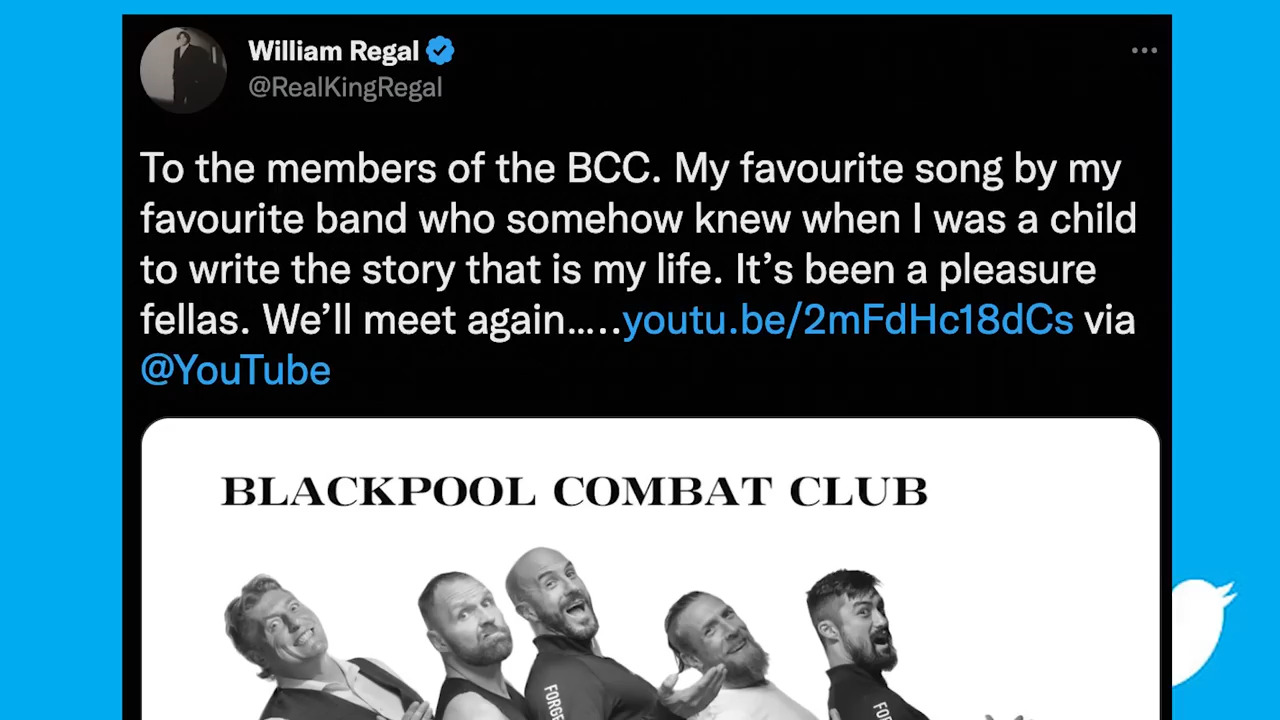 William Regal
@RealKingRegal
To the members of the BCC. My favourite song by my
favourite band who somehow knew when I was a child
to write the story that is my life. It’s been a pleasure
fellas. We’ll meet again…..youtu.be/2mFdHc18dCs via
@YouTube
BLACKPOOL COMBAT CLUB
FORGE
FOR